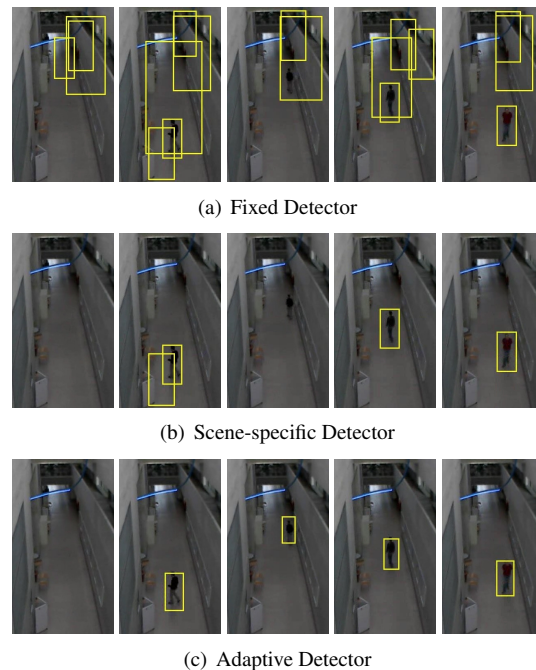 (a) Fixed Detector
(b) Scene-specific Detector
(c) Adaptive Detector